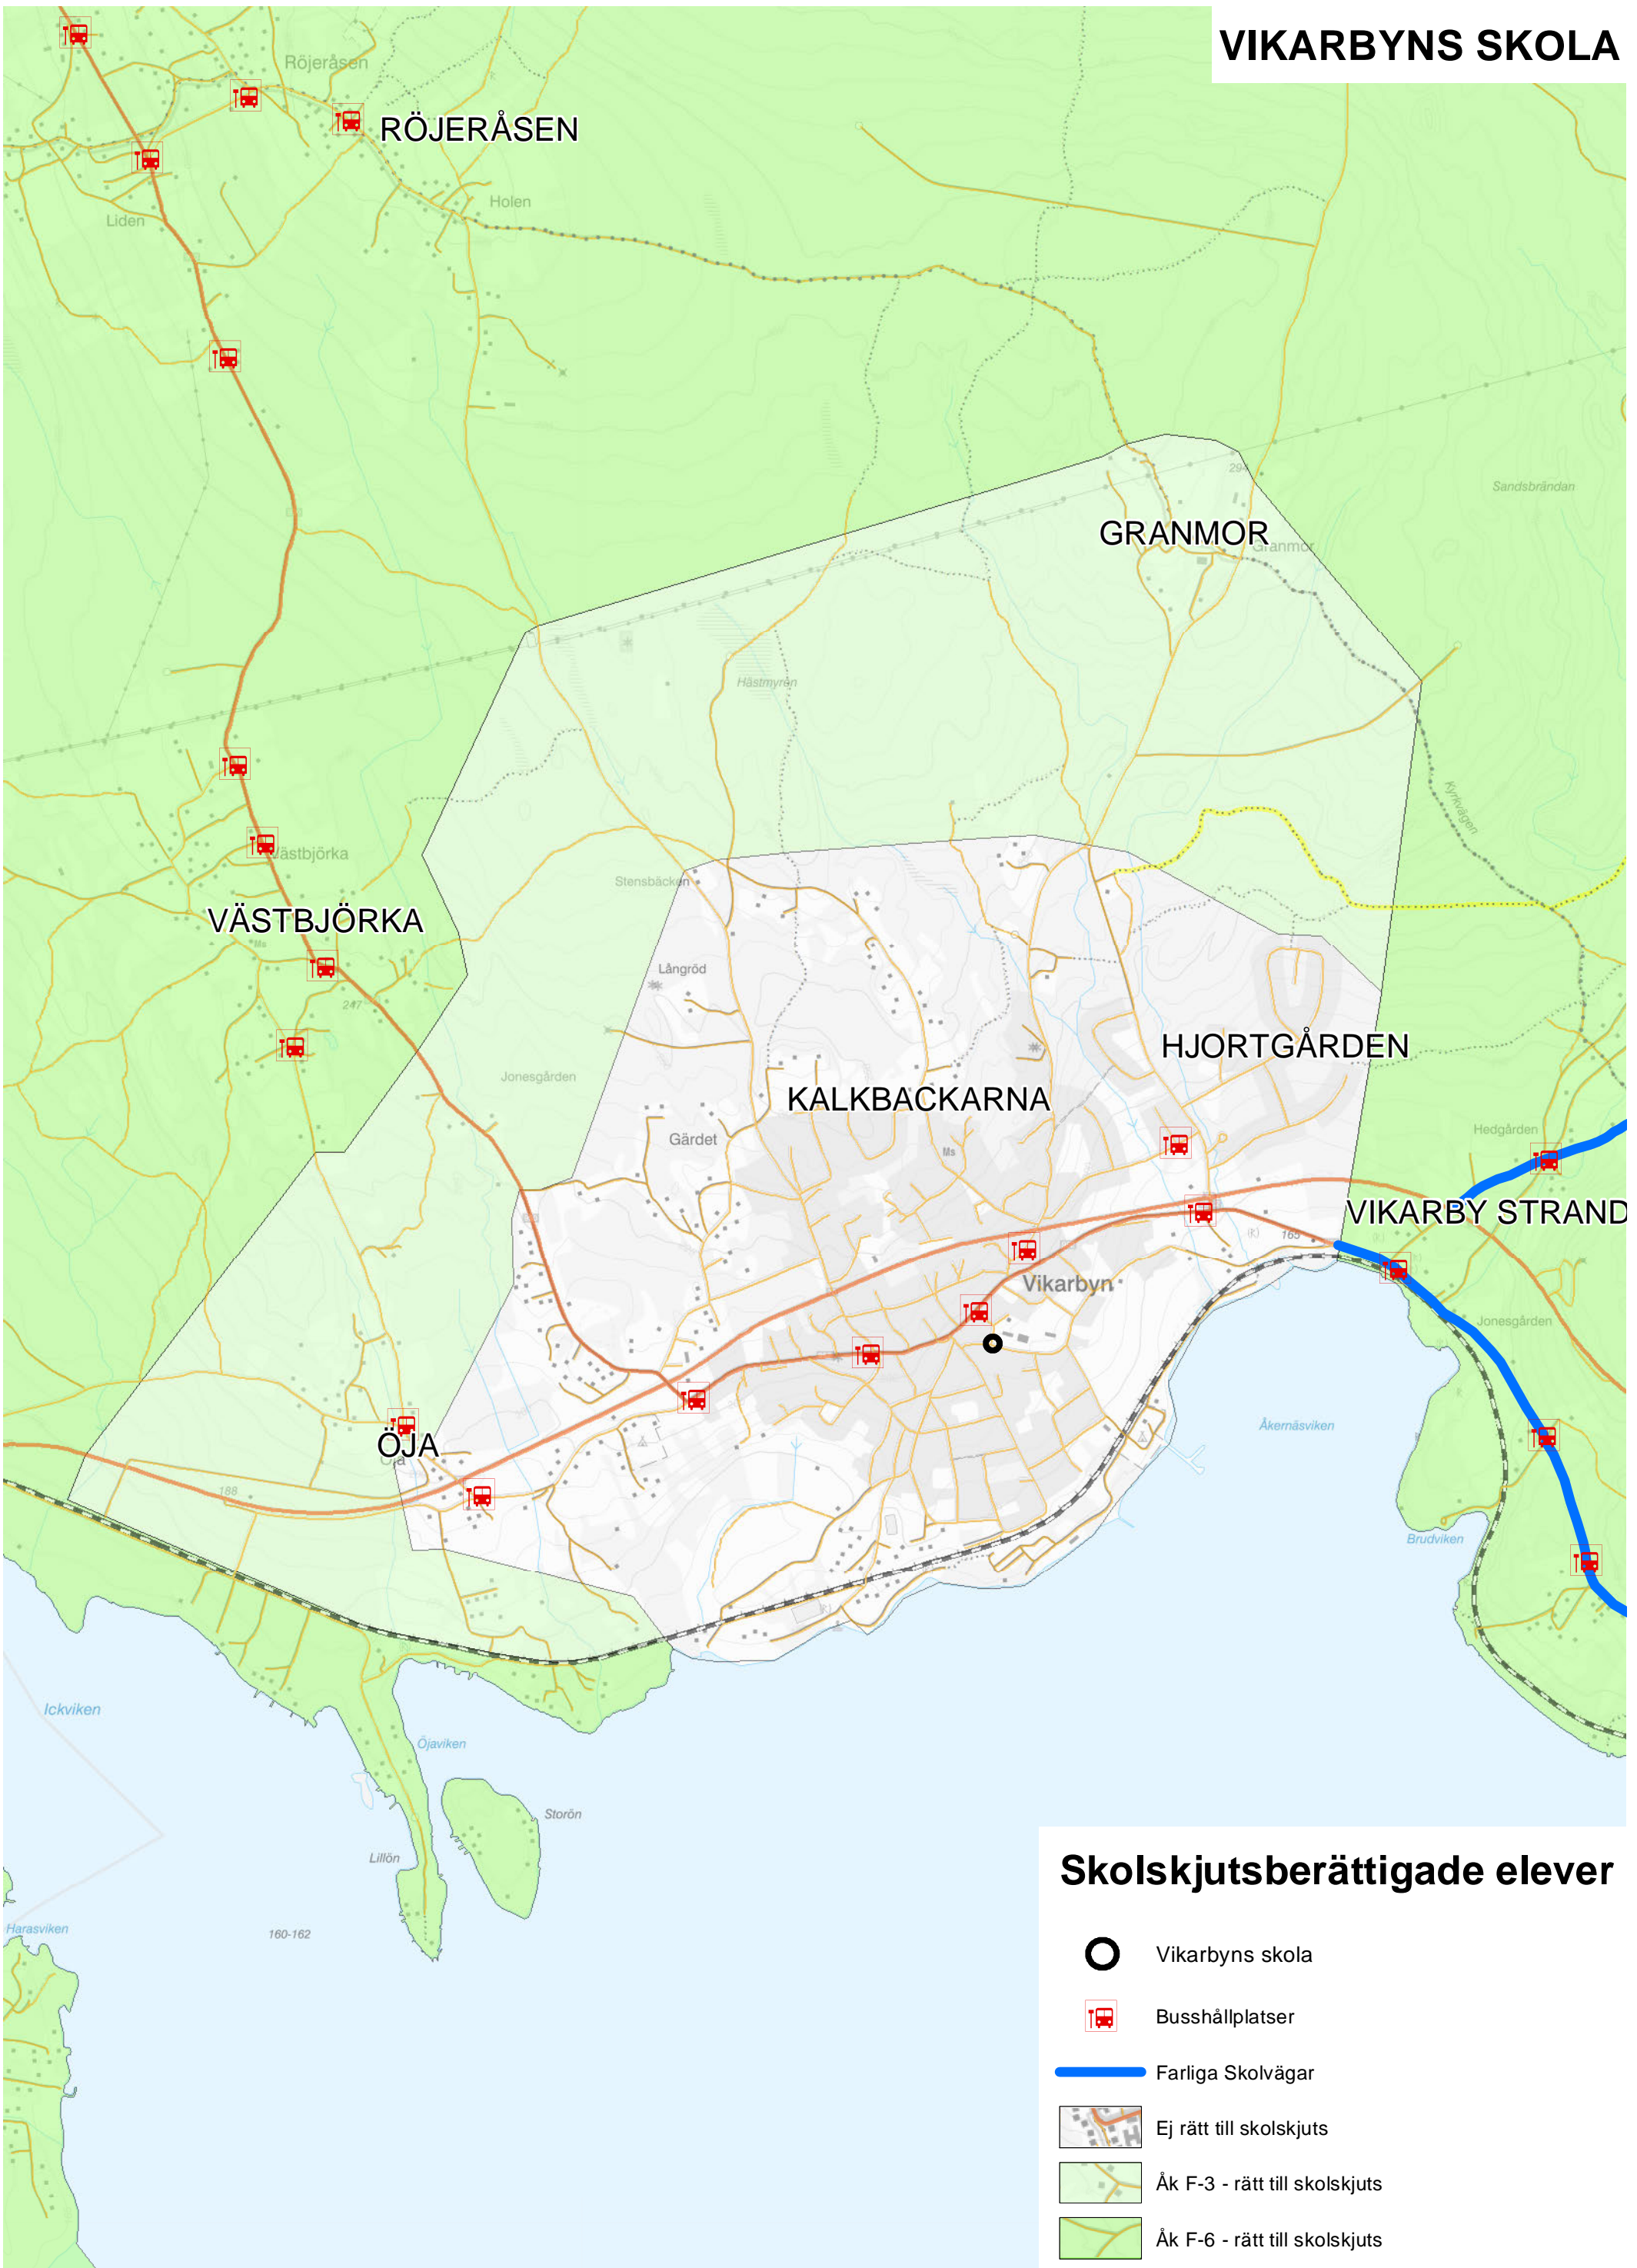 VIKARBYNS SKOLA
Röjeråsen
RÖJERÅSEN
Holen
Liden
294
Sandsbrändan
GRANMOR
Granmor
Hästmyren
Kyrkvägen
Västbjörka
Stensbäcken
VÄSTBJÖRKA
Ms
Långröd
247
HJORTGÅRDEN
Jonesgården
KALKBACKARNA
Hedgården
Gärdet
Ms
VIKARBY STRAND
165
(k)
Vikarbyn
Jonesgården
Åkernäsviken
ÖJA
188
Brudviken
Ickviken
Öjaviken
Storön
Lillön
Harasviken
160-162
Skolskjutsberättigade elever
Vikarbyns skola
Busshållplatser
Farliga Skolvägar
Ej rätt till skolskjuts
Åk F-3 - rätt till skolskjuts
Åk F-6 - rätt till skolskjuts